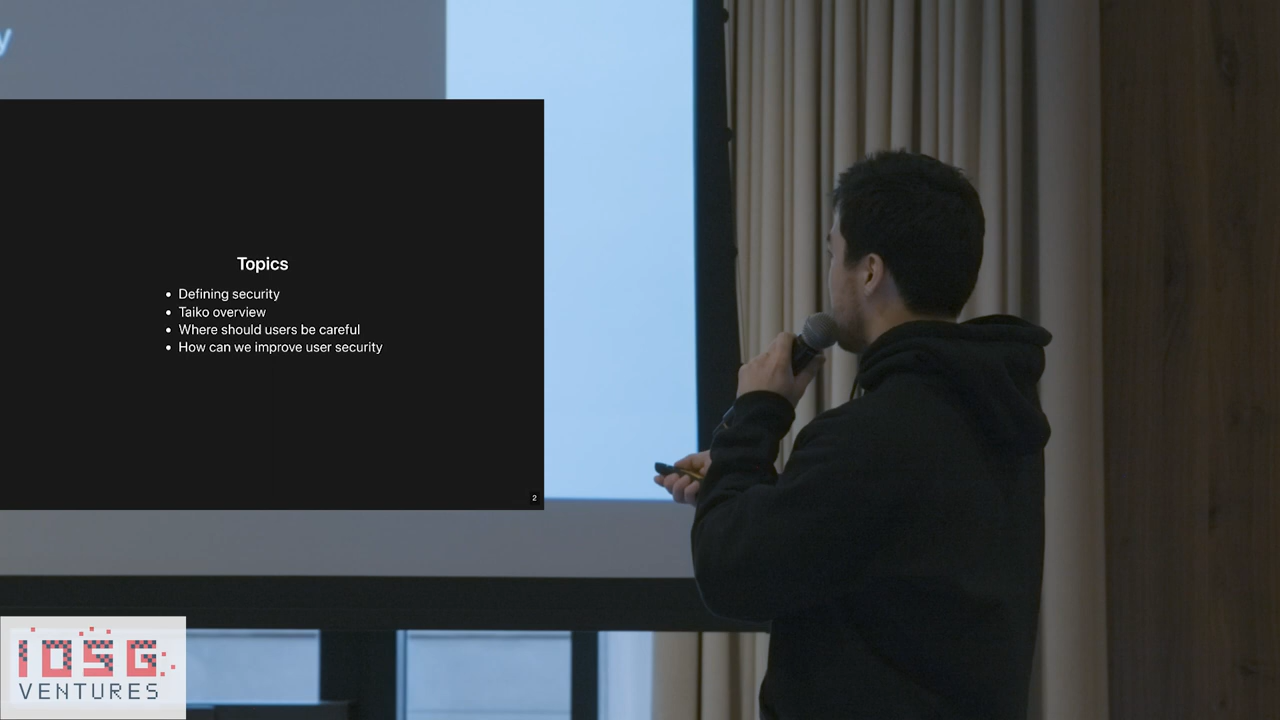 y
Topics
• Defining security
• Taiko overview
• Where should users be careful
• How can we improve user security
2
IOSG
VENTURES